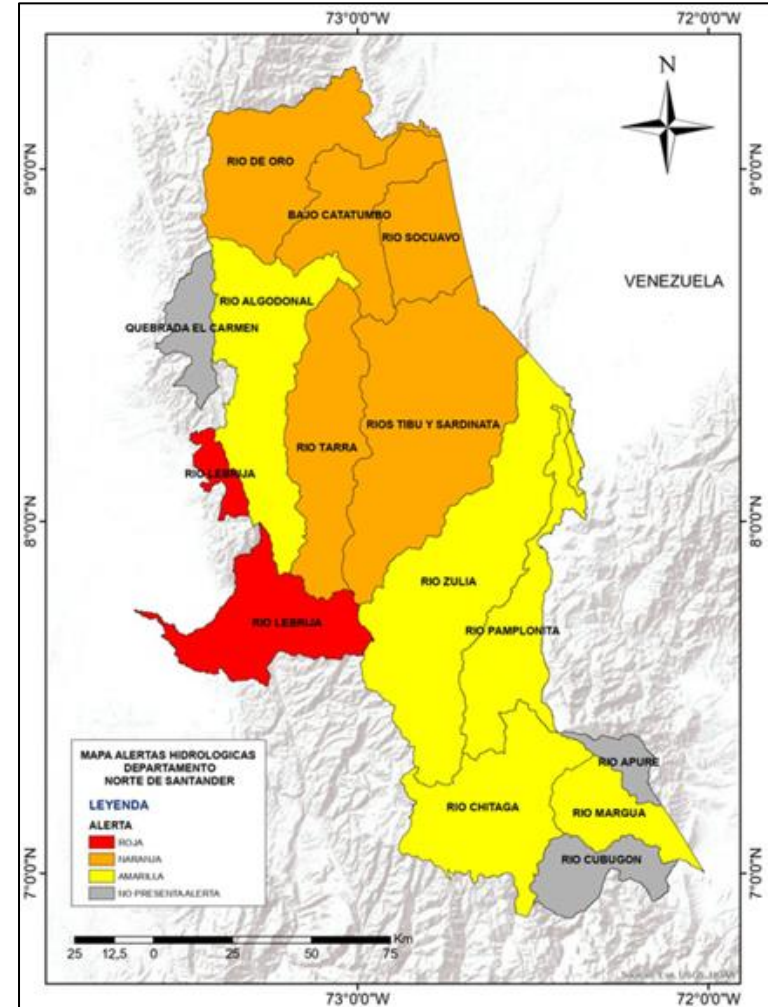 73°0'0"W 72°0'0"W
N
9°0'0"N 9°0'0"N
RIO DE ORO
BAJO CATATUMBO
RIO SOCUAVO
VENEZUELA
RIO ALGODONAL
QUEBRADA EL CARMEN
RIOS TIBU Y SARDINATA
RIO TARRA
RIO LEBRIJA
8°0'0"N 8°0'0"N
RIO ZULIA
RIO LEBRIJA
RIO PAMPLONITA
MAPA ALERTAS HIDROLOGICAS
DEPARTAMENTO
NORTE DE SANTANDER
LEYENDA
ALERTA
ROJA
NARANJA
AMARILLA
NO PRESENTA ALERTA
RIO APURE
RIO CHITAGA
RIO MARGUA
RIO CUBUGON
7°0'0"N 7°0'0"N
Km
25 12,5 0 25 50 75
73°0'0"W 72°0'0"W